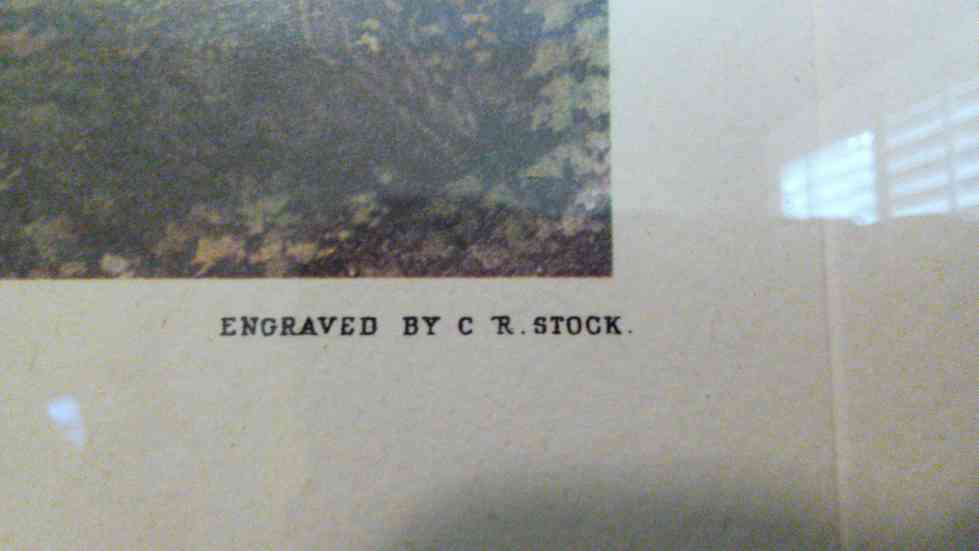 ENGRAVED BY C R. STOCK.